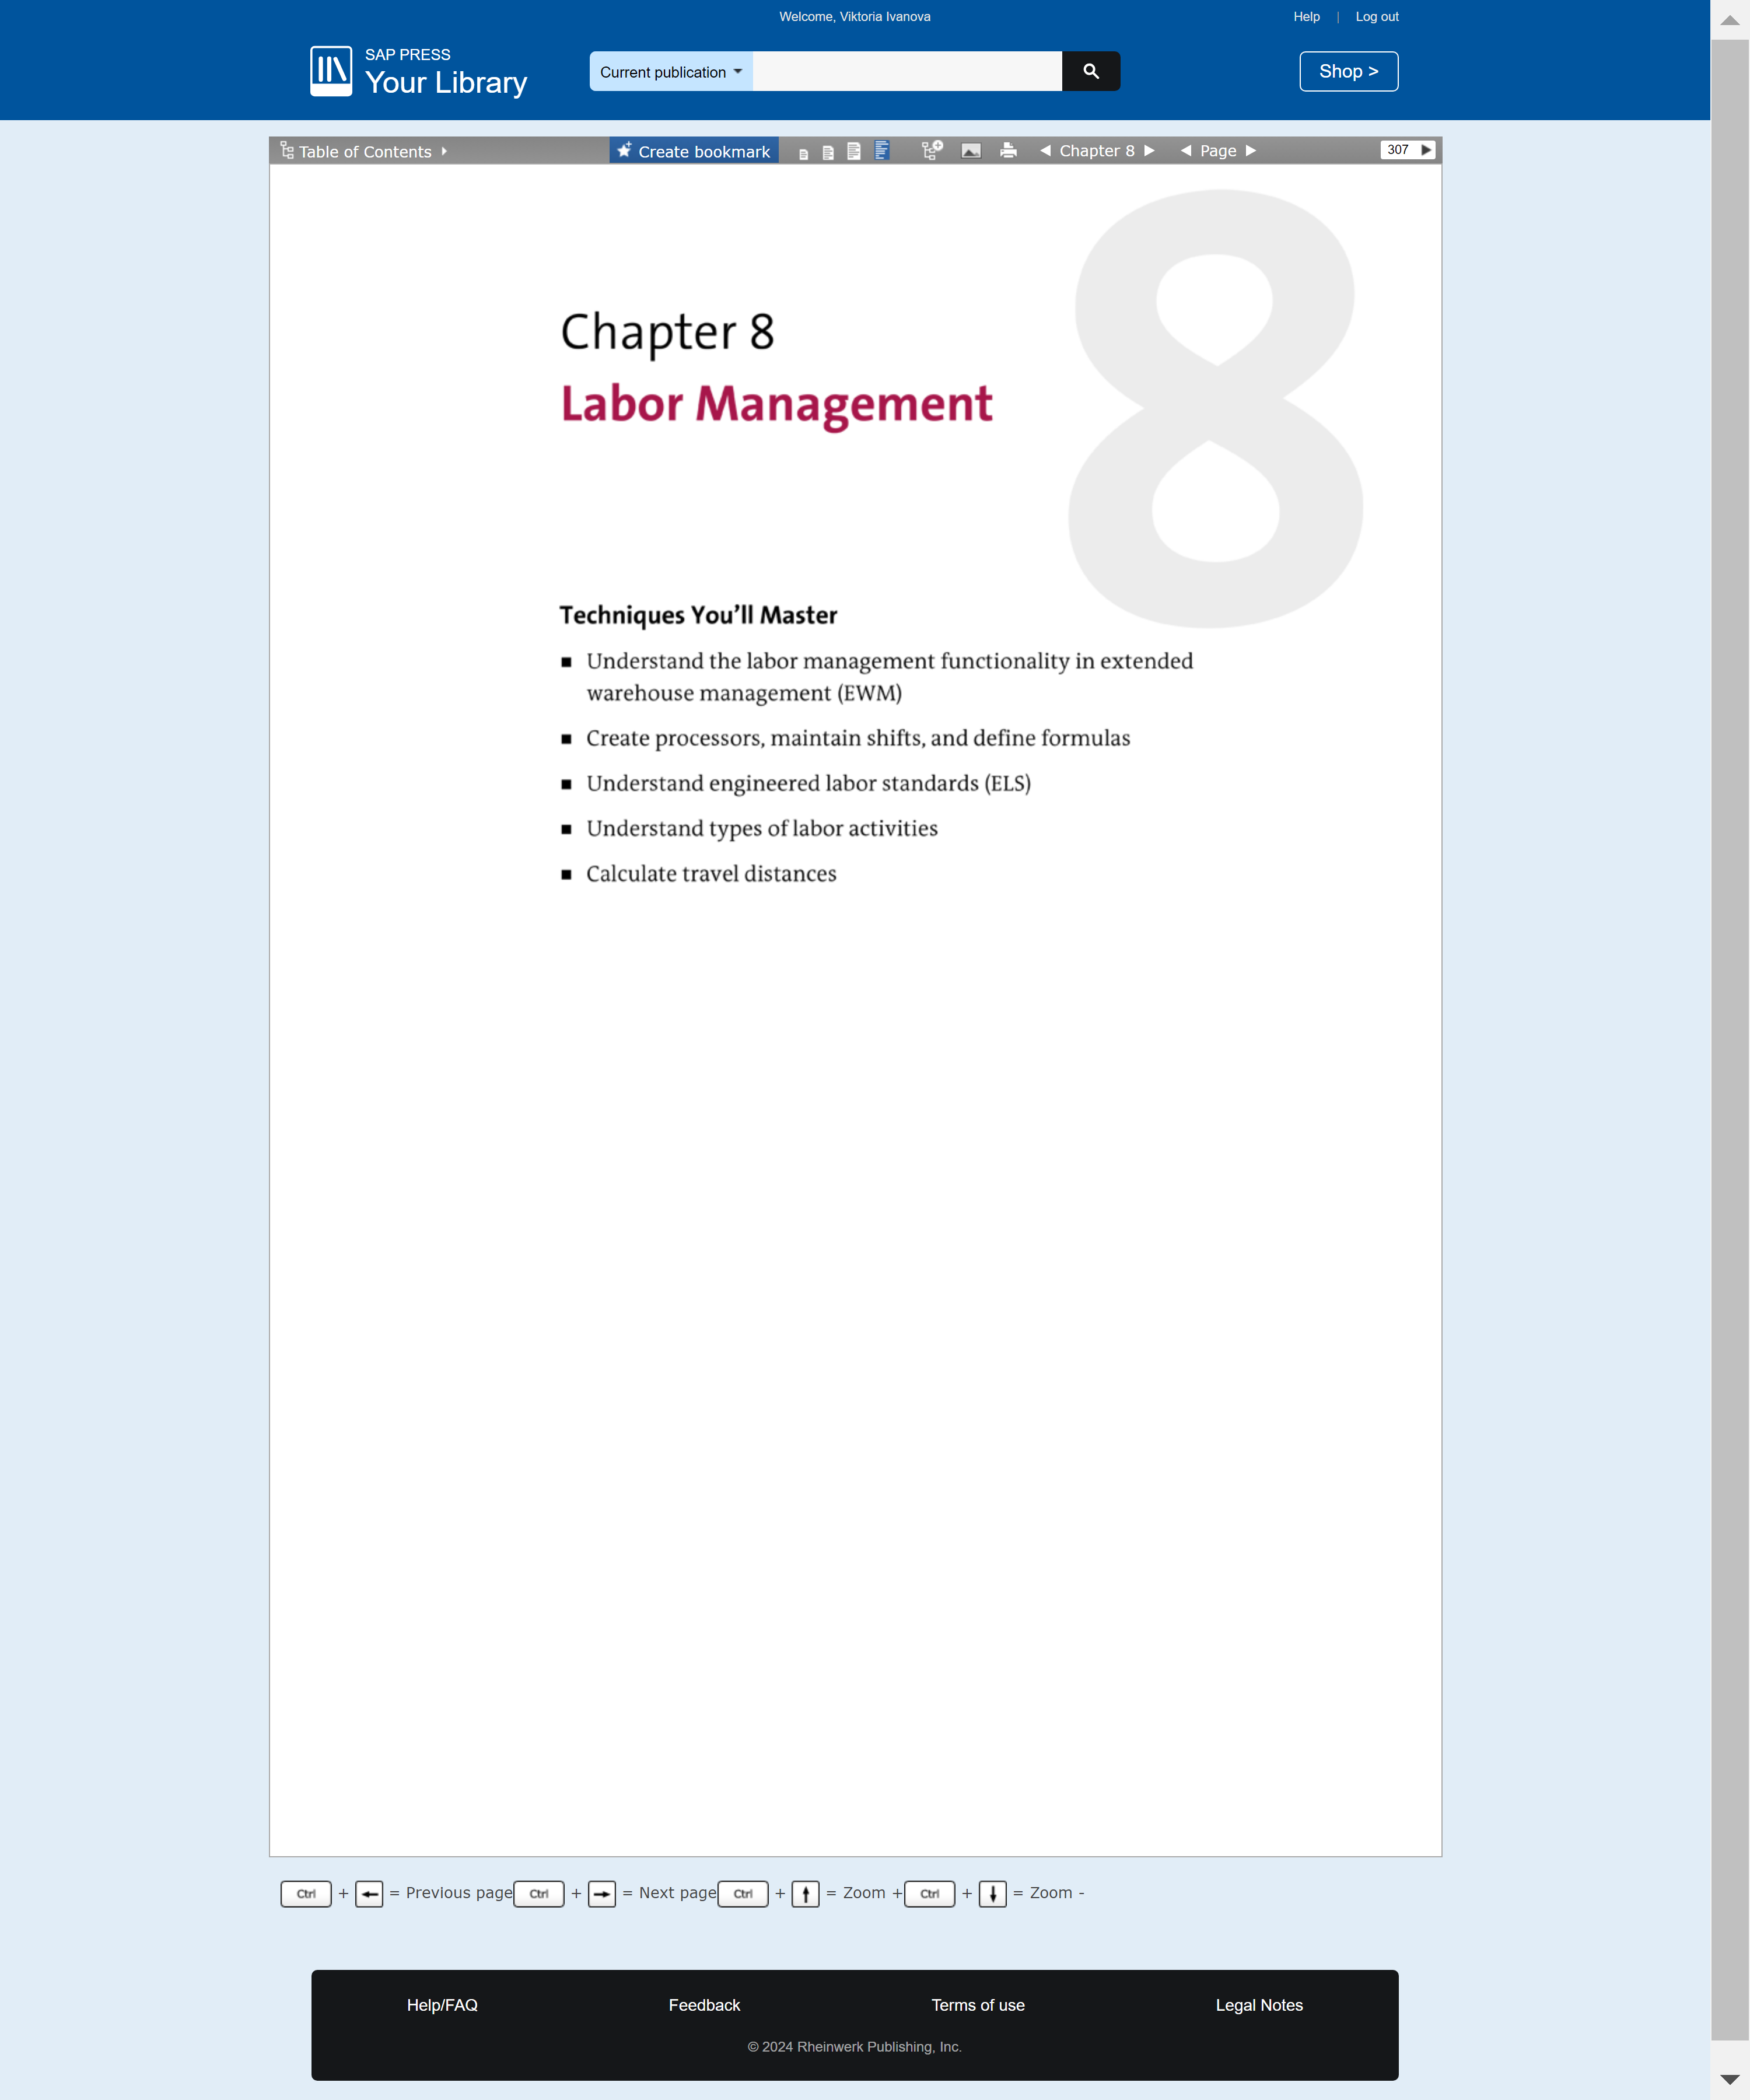 Welcome, Viktoria Ivanova
Help | Log out
SAP PRESS
Your Library
Current publication
Shop >
Table of Contents
Create bookmark
Chapter 8
Page
307
8
Chapter 8
Labor Management
Techniques You'll Master
■ Understand the labor management functionality in extended
warehouse management (EWM)
■ Create processors, maintain shifts, and define formulas
■ Understand engineered labor standards (ELS)
■ Understand types of labor activities
■ Calculate travel distances
Ctrl + ← = Previous page Ctrl + → = Next page Ctrl + ↑ = Zoom + Ctrl + ↓ = Zoom -
Help/FAQ Feedback Terms of use Legal Notes
© 2024 Rheinwerk Publishing, Inc.